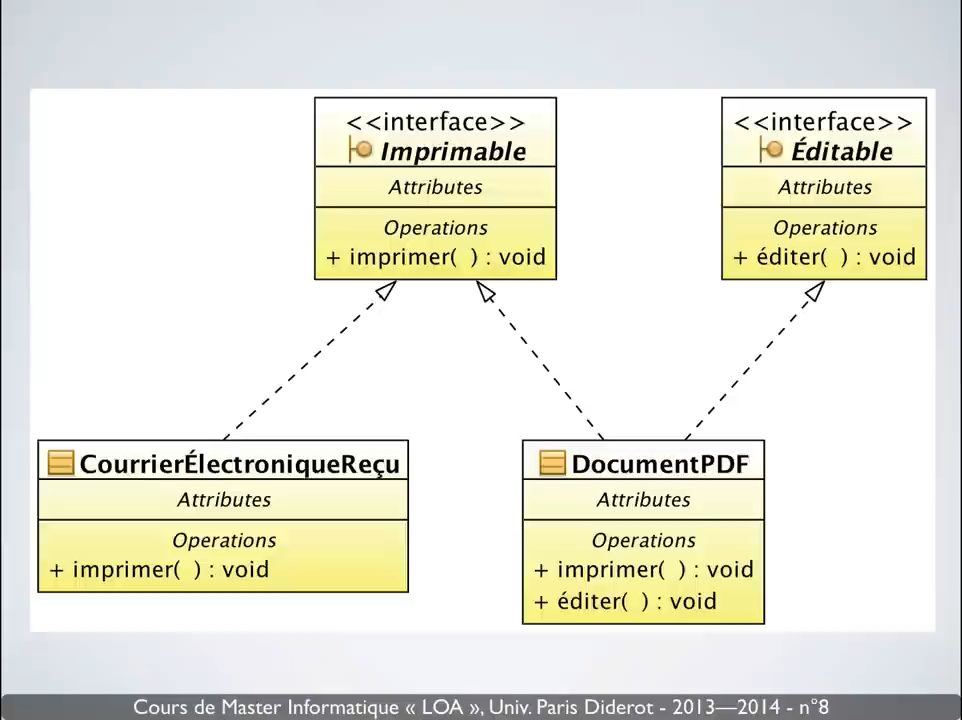 <<interface>>
Imprimable
Attributes
Operations
+ imprimer( ) : void
<<interface>>
Éditable
Attributes
Operations
+ éditer( ) : void
CourrierÉlectroniqueReçu
Attributes
Operations
+ imprimer( ) : void
DocumentPDF
Attributes
Operations
+ imprimer( ) : void
+ éditer( ) : void
Cours de Master Informatique « LOA », Univ. Paris Diderot - 2013—2014 - n°8